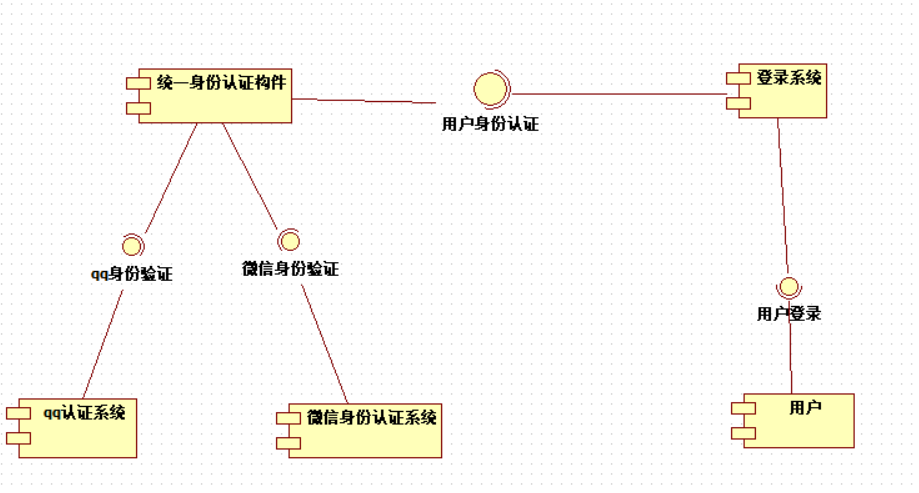 统一身份认证构件
登录系统
用户身份认证
qq身份验证
微信身份验证
用户登录
qq认证系统
微信身份认证系统
用户